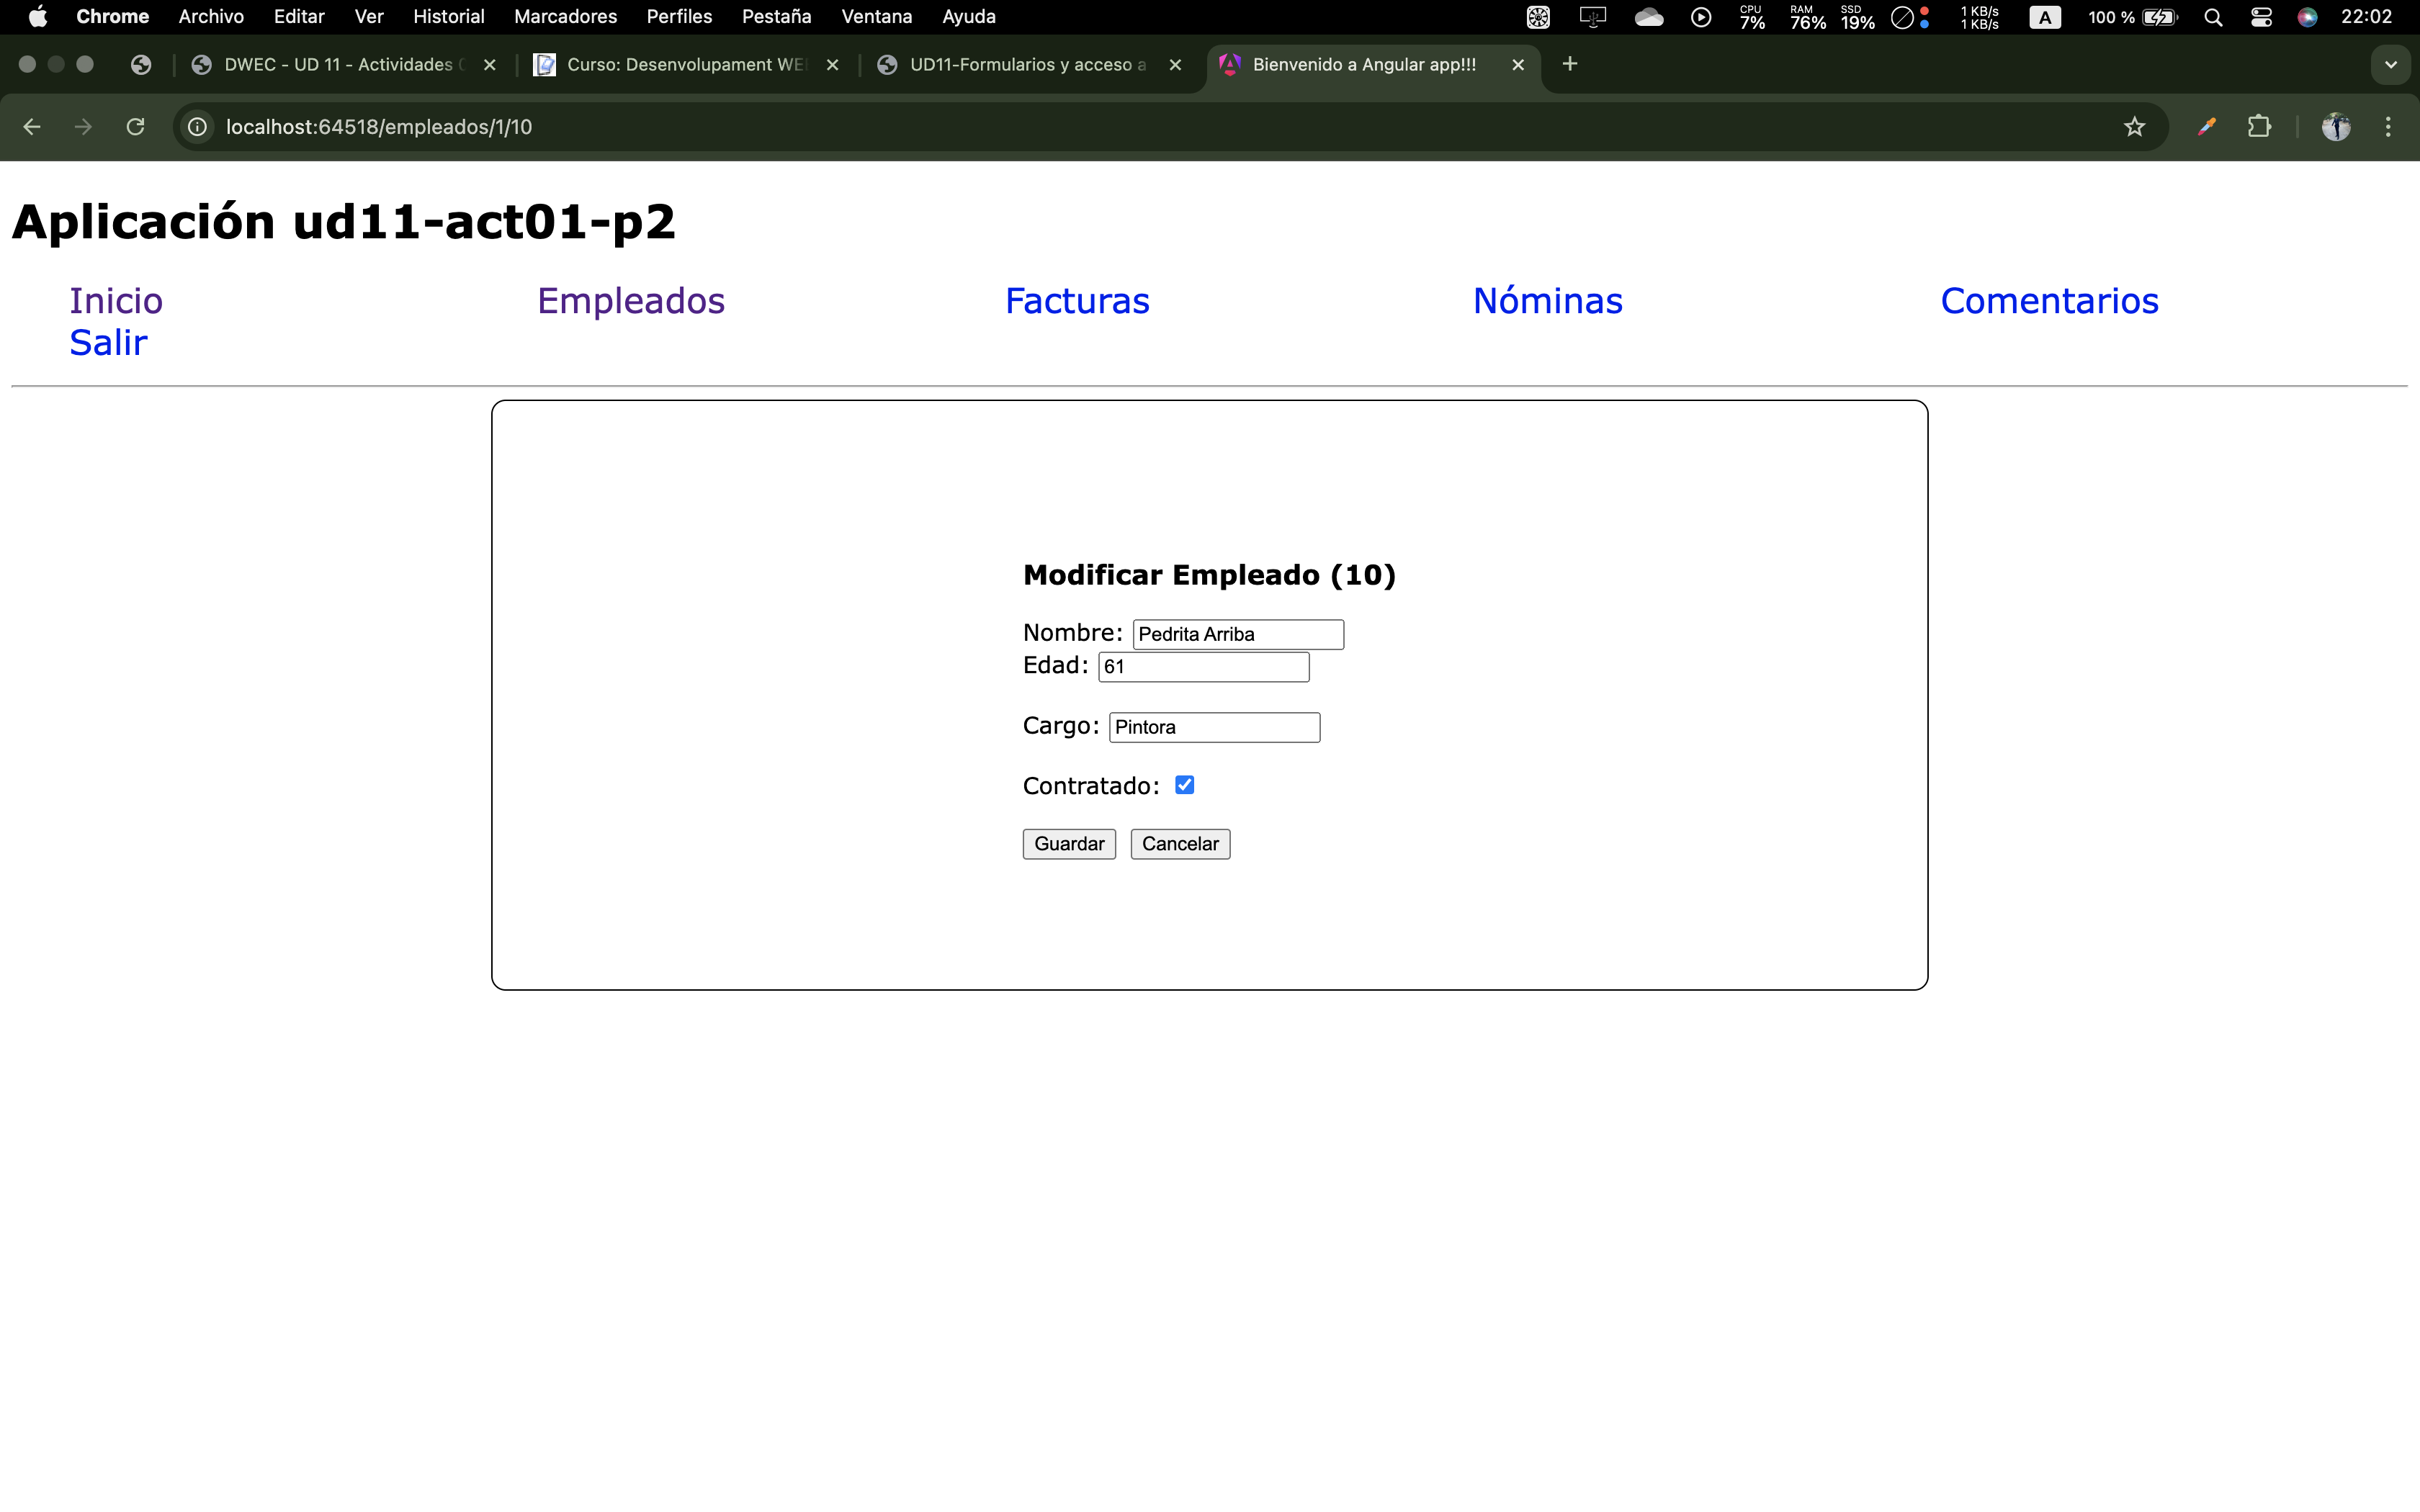 Chrome Archivo Editar Ver Historial Marcadores Perfiles Pestaña Ventana Ayuda CPU 7% RAM 76% SSD 19% 1 KB/s 1 KB/s A 100 % 22:02
DWEC - UD 11 - Actividades Curso: Desenvolupament WE UD11-Formularios y acceso a Bienvenido a Angular app!!!
localhost:64518/empleados/1/10
Aplicación ud11-act01-p2
Inicio Empleados Facturas Nóminas Comentarios
Salir
Modificar Empleado (10)
Nombre: Pedrita Arriba
Edad: 61
Cargo: Pintora
Contratado:
Guardar Cancelar